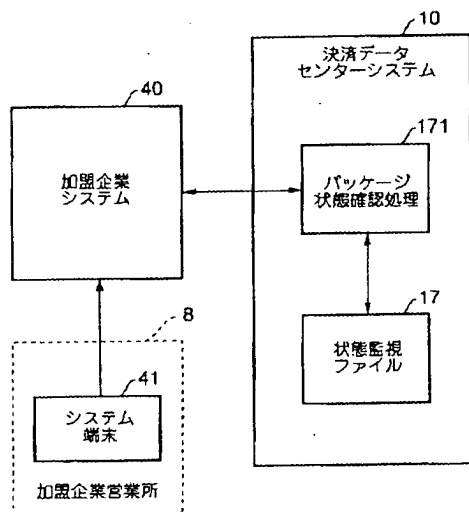 10
決済データ
センターシステム
40
加盟企業
システム
171
パッケージ
状態確認処理
17
状態監視
ファイル
8
41
システム
端末
加盟企業営業所